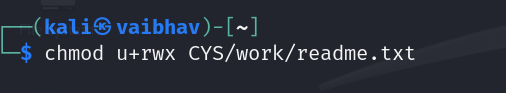 ┌──(kali㉿vaibhav)-[~]
└─$ chmod u+rwx CYS/work/readme.txt